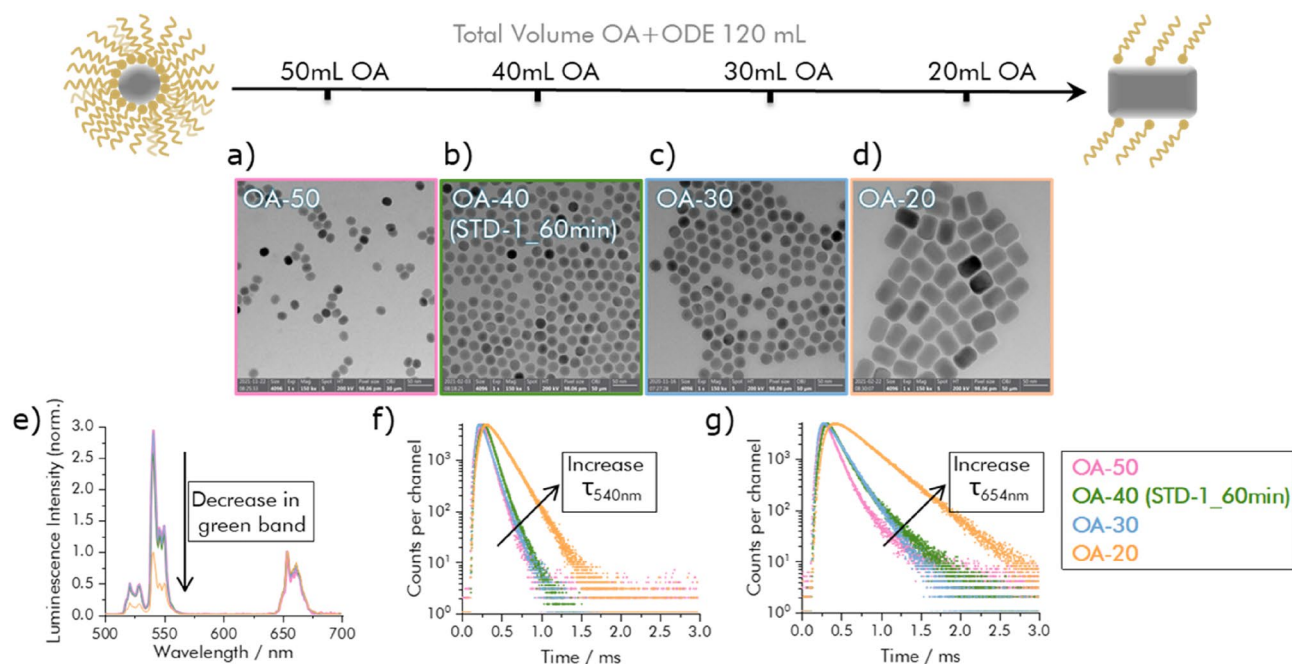 Total Volume OA+ODE 120 mL
50mL OA
40mL OA
30mL OA
20mL OA
a)
b)
c)
d)
OA-50
OA-40
(STD-1_60min)
OA-30
OA-20
e)
Luminescence Intensity (norm.)
3.0
2.5
2.0
1.5
1.0
0.5
0.0
Decrease in
green band
500
550
600
650
700
Wavelength / nm
f)
Counts per channel
10³
10²
10¹
10⁰
Increase
τ540nm
0.0
0.5
1.0
1.5
2.0
2.5
3.0
Time / ms
g)
Counts per channel
10³
10²
10¹
10⁰
Increase
τ654nm
0.0
0.5
1.0
1.5
2.0
2.5
3.0
Time / ms
OA-50
OA-40 (STD-1_60min)
OA-30
OA-20